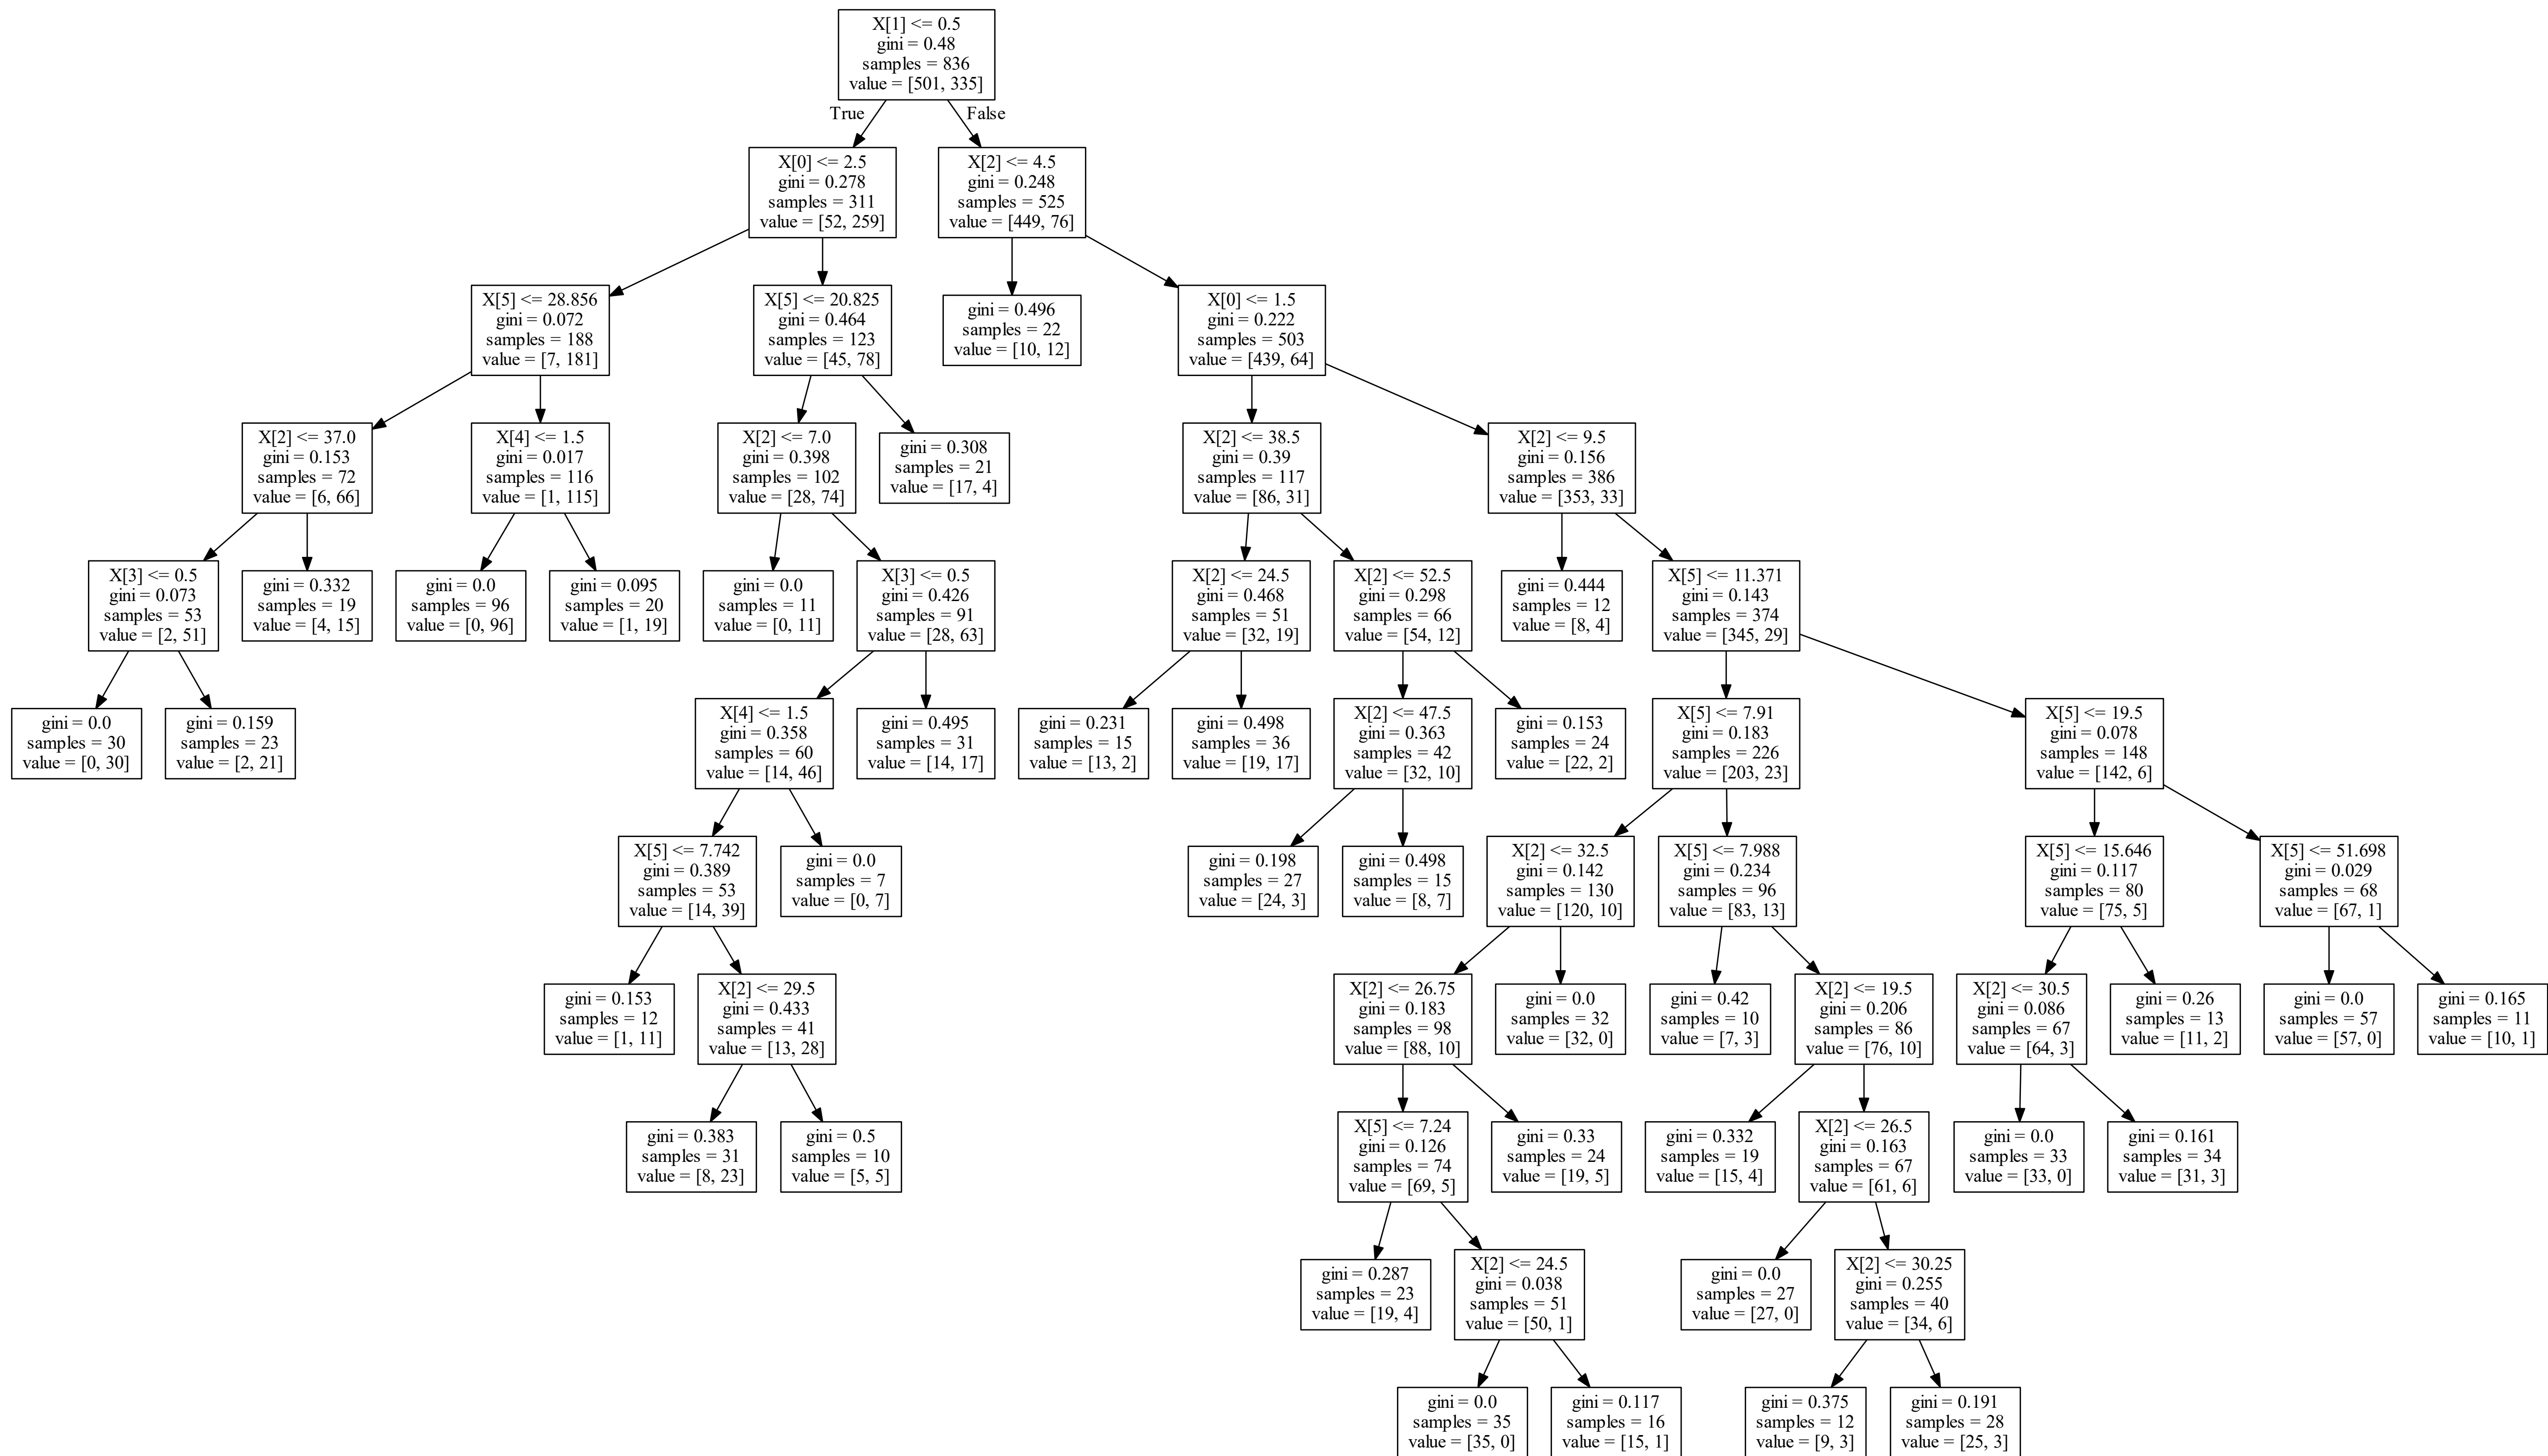 X[1] <= 0.5
gini = 0.48
samples = 836
value = [501, 335]
True
False
X[0] <= 2.5
gini = 0.278
samples = 311
value = [52, 259]
X[2] <= 4.5
gini = 0.248
samples = 525
value = [449, 76]
X[5] <= 28.856
gini = 0.072
samples = 188
value = [7, 181]
X[5] <= 20.825
gini = 0.464
samples = 123
value = [45, 78]
gini = 0.496
samples = 22
value = [10, 12]
X[0] <= 1.5
gini = 0.222
samples = 503
value = [439, 64]
X[2] <= 37.0
gini = 0.153
samples = 72
value = [6, 66]
X[4] <= 1.5
gini = 0.017
samples = 116
value = [1, 115]
X[2] <= 7.0
gini = 0.398
samples = 102
value = [28, 74]
gini = 0.308
samples = 21
value = [17, 4]
X[2] <= 38.5
gini = 0.39
samples = 117
value = [86, 31]
X[2] <= 9.5
gini = 0.156
samples = 386
value = [353, 33]
X[3] <= 0.5
gini = 0.073
samples = 53
value = [2, 51]
gini = 0.332
samples = 19
value = [4, 15]
gini = 0.0
samples = 96
value = [0, 96]
gini = 0.095
samples = 20
value = [1, 19]
gini = 0.0
samples = 11
value = [0, 11]
X[3] <= 0.5
gini = 0.426
samples = 91
value = [28, 63]
X[2] <= 24.5
gini = 0.468
samples = 51
value = [32, 19]
X[2] <= 52.5
gini = 0.298
samples = 66
value = [54, 12]
gini = 0.444
samples = 12
value = [8, 4]
X[5] <= 11.371
gini = 0.143
samples = 374
value = [345, 29]
gini = 0.0
samples = 30
value = [0, 30]
gini = 0.159
samples = 23
value = [2, 21]
X[4] <= 1.5
gini = 0.358
samples = 60
value = [14, 46]
gini = 0.495
samples = 31
value = [14, 17]
gini = 0.231
samples = 15
value = [13, 2]
gini = 0.498
samples = 36
value = [19, 17]
X[2] <= 47.5
gini = 0.363
samples = 42
value = [32, 10]
gini = 0.153
samples = 24
value = [22, 2]
X[5] <= 7.91
gini = 0.183
samples = 226
value = [203, 23]
X[5] <= 19.5
gini = 0.078
samples = 148
value = [142, 6]
X[5] <= 7.742
gini = 0.389
samples = 53
value = [14, 39]
gini = 0.0
samples = 7
value = [0, 7]
gini = 0.198
samples = 27
value = [24, 3]
gini = 0.498
samples = 15
value = [8, 7]
X[2] <= 32.5
gini = 0.142
samples = 130
value = [120, 10]
X[5] <= 7.988
gini = 0.234
samples = 96
value = [83, 13]
X[5] <= 15.646
gini = 0.117
samples = 80
value = [75, 5]
X[5] <= 51.698
gini = 0.029
samples = 68
value = [67, 1]
gini = 0.153
samples = 12
value = [1, 11]
X[2] <= 29.5
gini = 0.433
samples = 41
value = [13, 28]
X[2] <= 26.75
gini = 0.183
samples = 98
value = [88, 10]
gini = 0.0
samples = 32
value = [32, 0]
gini = 0.42
samples = 10
value = [7, 3]
X[2] <= 19.5
gini = 0.206
samples = 86
value = [76, 10]
X[2] <= 30.5
gini = 0.086
samples = 67
value = [64, 3]
gini = 0.26
samples = 13
value = [11, 2]
gini = 0.0
samples = 57
value = [57, 0]
gini = 0.165
samples = 11
value = [10, 1]
gini = 0.383
samples = 31
value = [8, 23]
gini = 0.5
samples = 10
value = [5, 5]
X[5] <= 7.24
gini = 0.126
samples = 74
value = [69, 5]
gini = 0.33
samples = 24
value = [19, 5]
gini = 0.332
samples = 19
value = [15, 4]
X[2] <= 26.5
gini = 0.163
samples = 67
value = [61, 6]
gini = 0.0
samples = 33
value = [33, 0]
gini = 0.161
samples = 34
value = [31, 3]
gini = 0.287
samples = 23
value = [19, 4]
X[2] <= 24.5
gini = 0.038
samples = 51
value = [50, 1]
gini = 0.0
samples = 27
value = [27, 0]
X[2] <= 30.25
gini = 0.255
samples = 40
value = [34, 6]
gini = 0.0
samples = 35
value = [35, 0]
gini = 0.117
samples = 16
value = [15, 1]
gini = 0.375
samples = 12
value = [9, 3]
gini = 0.191
samples = 28
value = [25, 3]